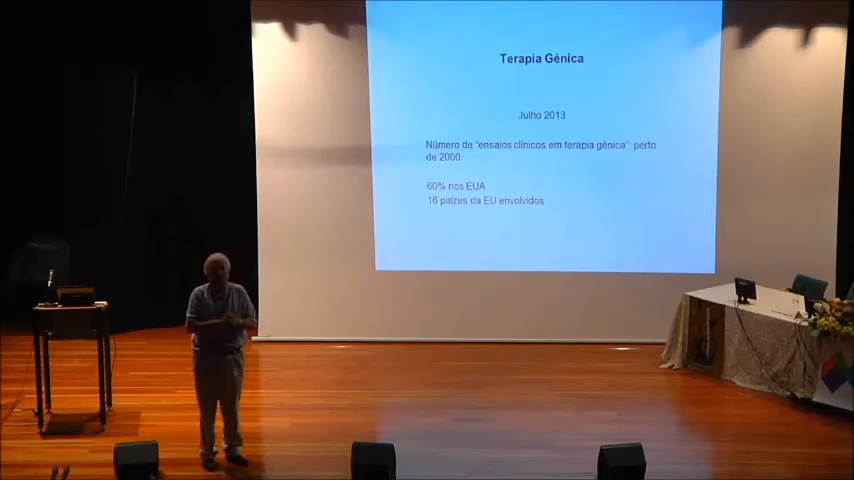 Terapia Génica
Julho 2013
Número de "ensaios clínicos em terapia génica": perto
de 2000
60% nos EUA
16 países da EU envolvidos